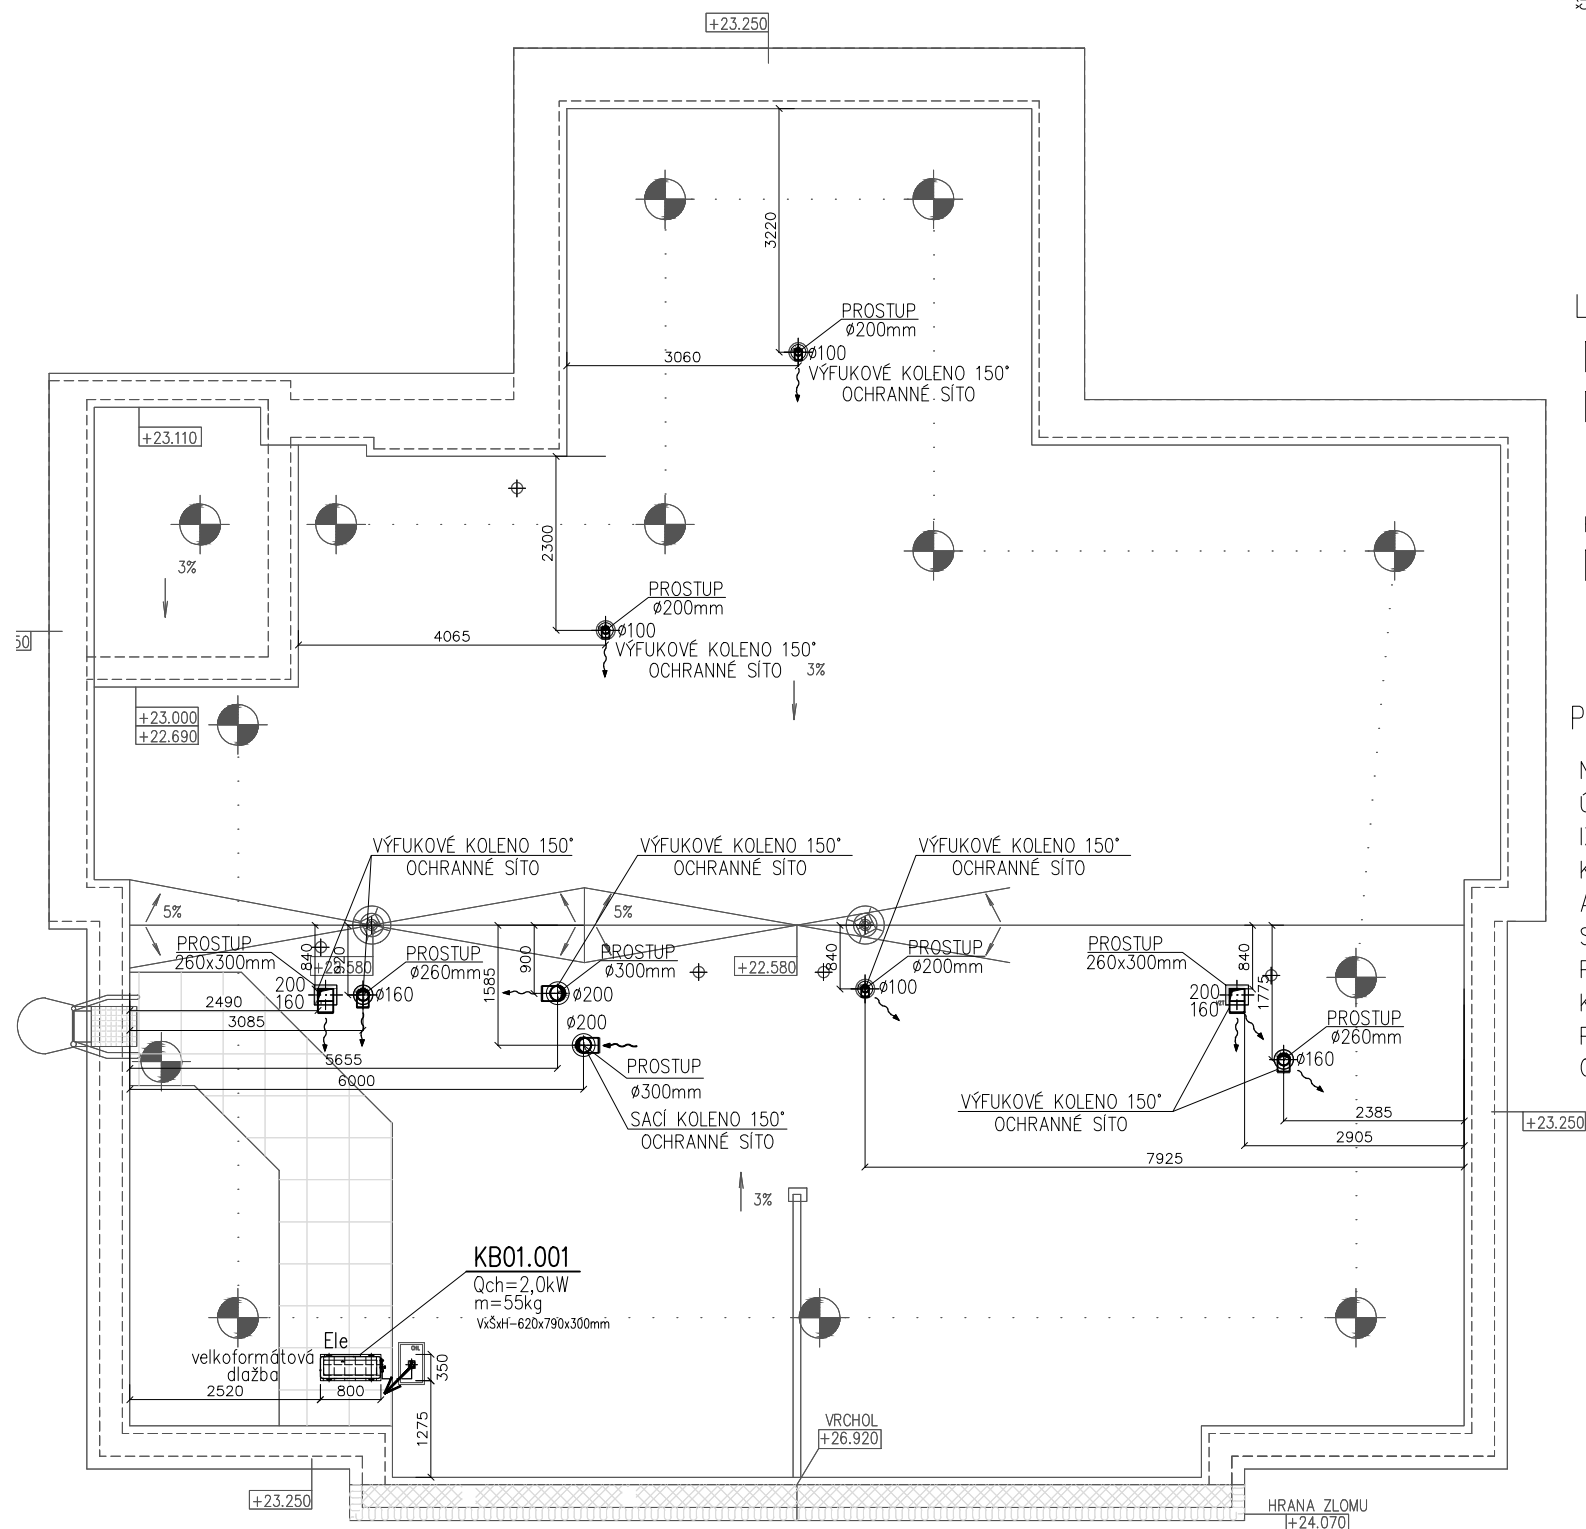 +23.250
3220
PROSTUP
ø200mm
ø100
3060
VÝFUKOVÉ KOLENO 150°
OCHRANNÉ SÍTO
+23.110
2300
3%
PROSTUP
ø200mm
ø100
4065
VÝFUKOVÉ KOLENO 150°
OCHRANNÉ SÍTO
3%
50
+23.000
+22.690
VÝFUKOVÉ KOLENO 150°
OCHRANNÉ SÍTO
VÝFUKOVÉ KOLENO 150°
OCHRANNÉ SÍTO
VÝFUKOVÉ KOLENO 150°
OCHRANNÉ SÍTO
5%
5%
PROSTUP
260x300mm
840
920
+22.580
PROSTUP
ø260mm
1585
900
PROSTUP
ø300mm
+22.580
840
PROSTUP
ø200mm
PROSTUP
260x300mm
840
1775
200
160
ø160
ø200
ø100
200
160
2490
3085
ø200
PROSTUP
ø260mm
ø160
5655
6000
PROSTUP
ø300mm
SACÍ KOLENO 150°
OCHRANNÉ SÍTO
VÝFUKOVÉ KOLENO 150°
OCHRANNÉ SÍTO
2385
+23.250
2905
7925
3%
KB01.001
Qch=2,0kW
m=55kg
VxŠxH-620x790x300mm
Ele
velkoformátová
dlažba
OIL
350
2520
800
1275
VRCHOL
+26.920
+23.250
HRANA ZLOMU
+24.070